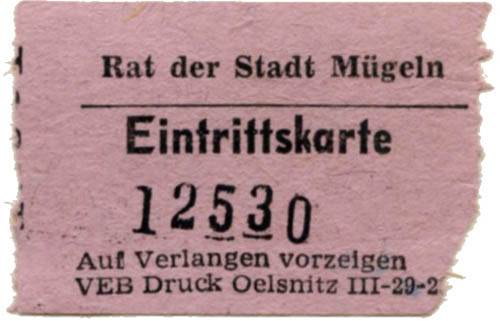 Rat der Stadt Mügeln
Eintrittskarte
12530
Auf Verlangen vorzeigen
VEB Druck Oelsnitz III-29-2